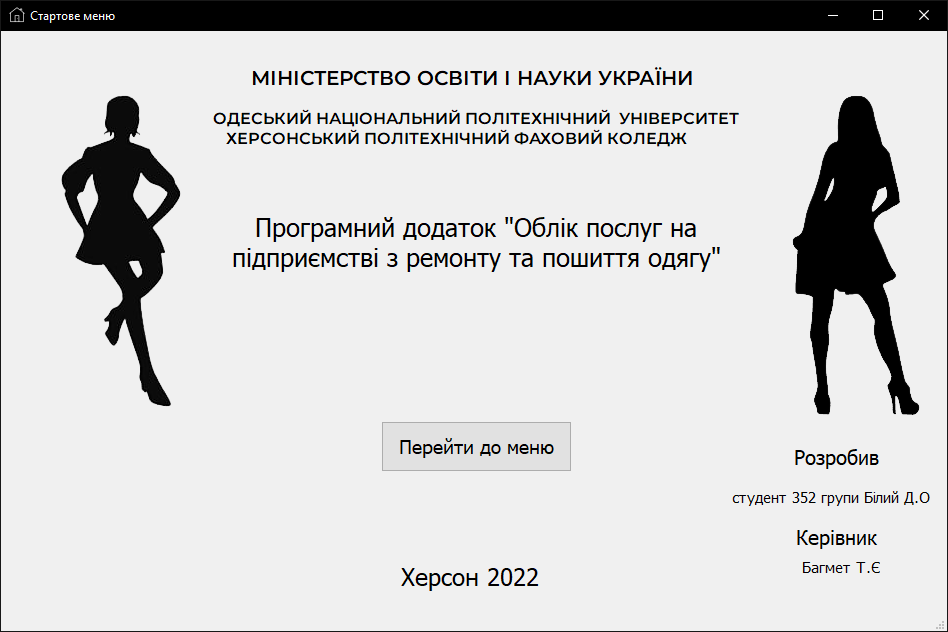 Стартове меню
МІНІСТЕРСТВО ОСВІТИ І НАУКИ УКРАЇНИ
ОДЕСЬКИЙ НАЦІОНАЛЬНИЙ ПОЛІТЕХНІЧНИЙ УНІВЕРСИТЕТ
ХЕРСОНСЬКИЙ ПОЛІТЕХНІЧНИЙ ФАХОВИЙ КОЛЕДЖ
Програмний додаток "Облік послуг на
підприємстві з ремонту та пошиття одягу"
Перейти до меню
Розробив
студент 352 групи Білий Д.О
Керівник
Багмет Т.Є
Херсон 2022